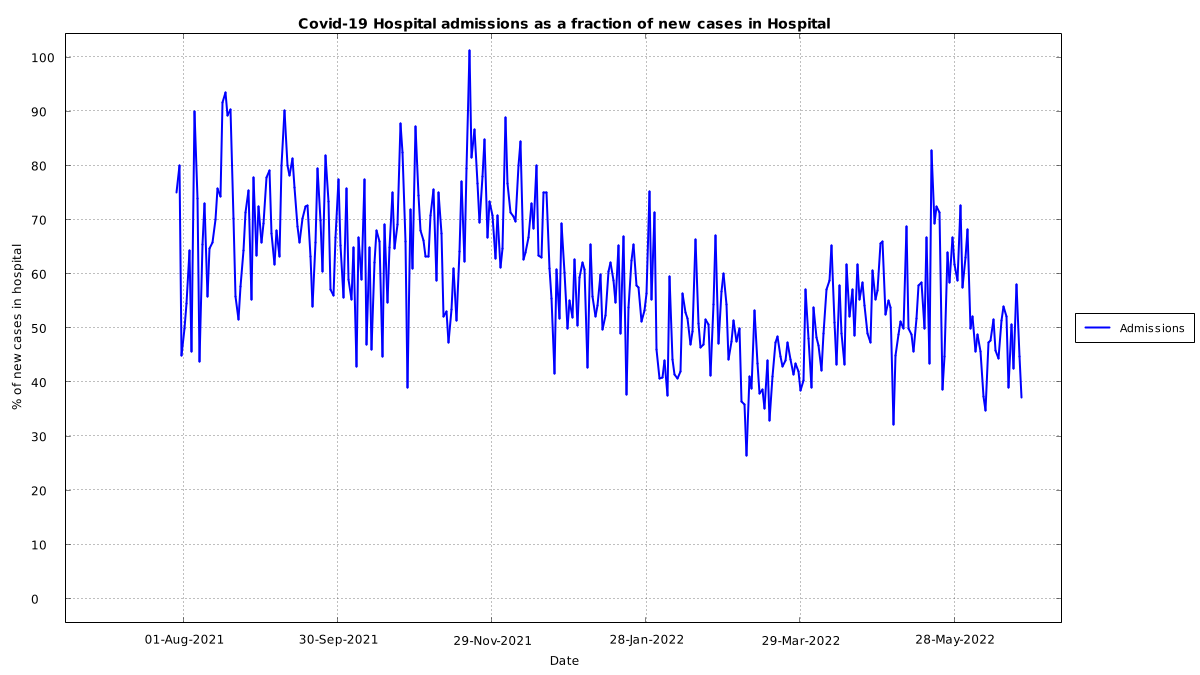 Covid-19 Hospital admissions as a fraction of new cases in Hospital
100
90
80
70
60
50
40
30
20
10
0
% of new cases in hospital
01-Aug-2021
30-Sep-2021
29-Nov-2021
28-Jan-2022
29-Mar-2022
28-May-2022
Date
Admissions